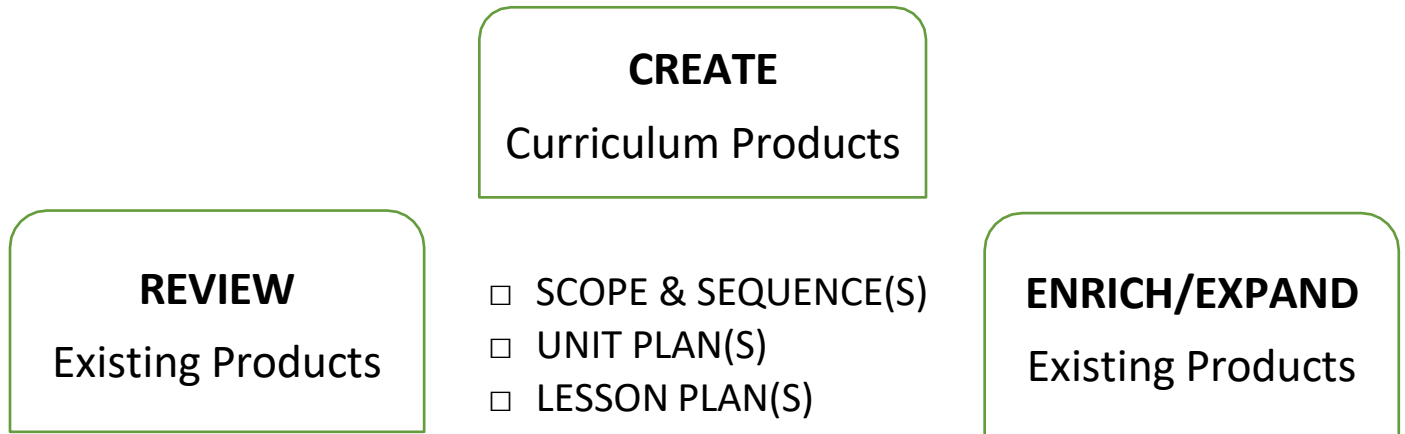 CREATE
Curriculum Products
REVIEW
Existing Products
□ SCOPE & SEQUENCE(S)
□ UNIT PLAN(S)
□ LESSON PLAN(S)
ENRICH/EXPAND
Existing Products